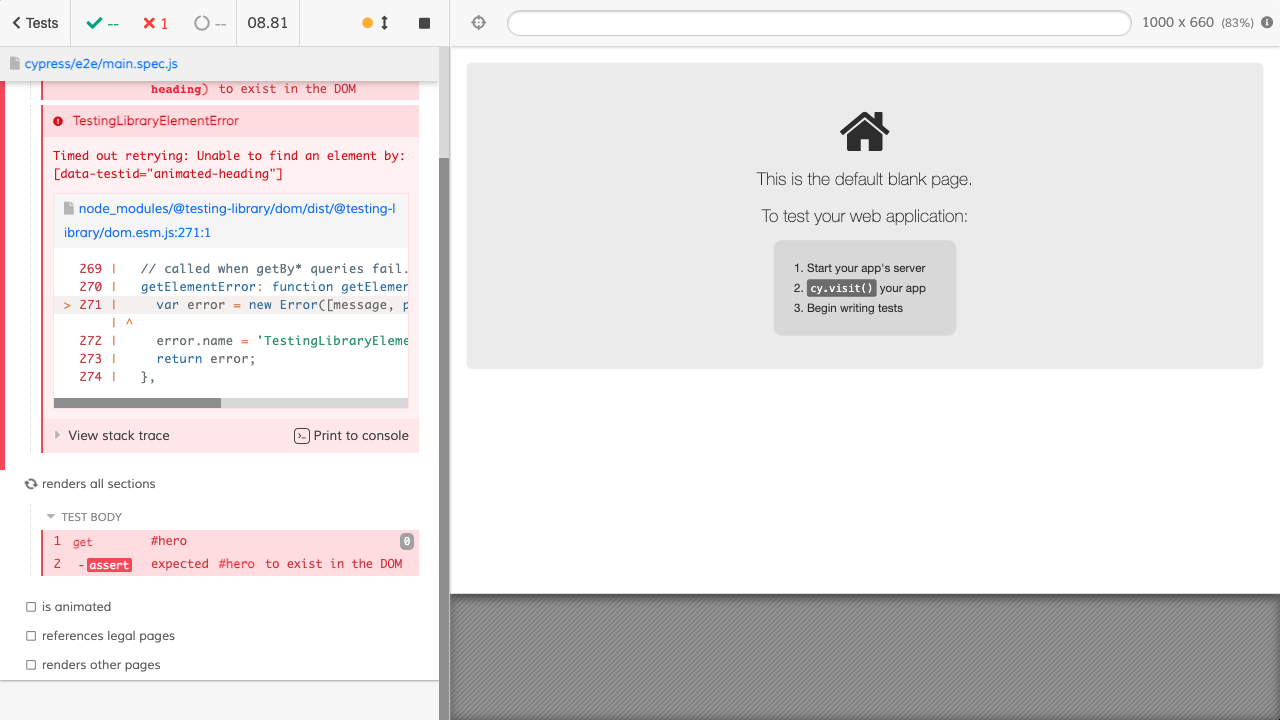 Tests
--
1
--
08.81
1000 x 660 (83%)
cypress/e2e/main.spec.js
heading) to exist in the DOM
TestingLibraryElementError
Timed out retrying: Unable to find an element by:
[data-testid="animated-heading"]
node_modules/@testing-library/dom/dist/@testing-l
ibrary/dom.esm.js:271:1
269 |   // called when getBy* queries fail.
270 |   getElementError: function getElemen
> 271 |     var error = new Error([message, p
| ^
272 |     error.name = 'TestingLibraryEleme
273 |     return error;
274 |   },
View stack trace
Print to console
renders all sections
TEST BODY
1 get #hero 0
2 -assert expected #hero to exist in the DOM
is animated
references legal pages
renders other pages
This is the default blank page.
To test your web application:
1. Start your app's server
2. cy.visit() your app
3. Begin writing tests